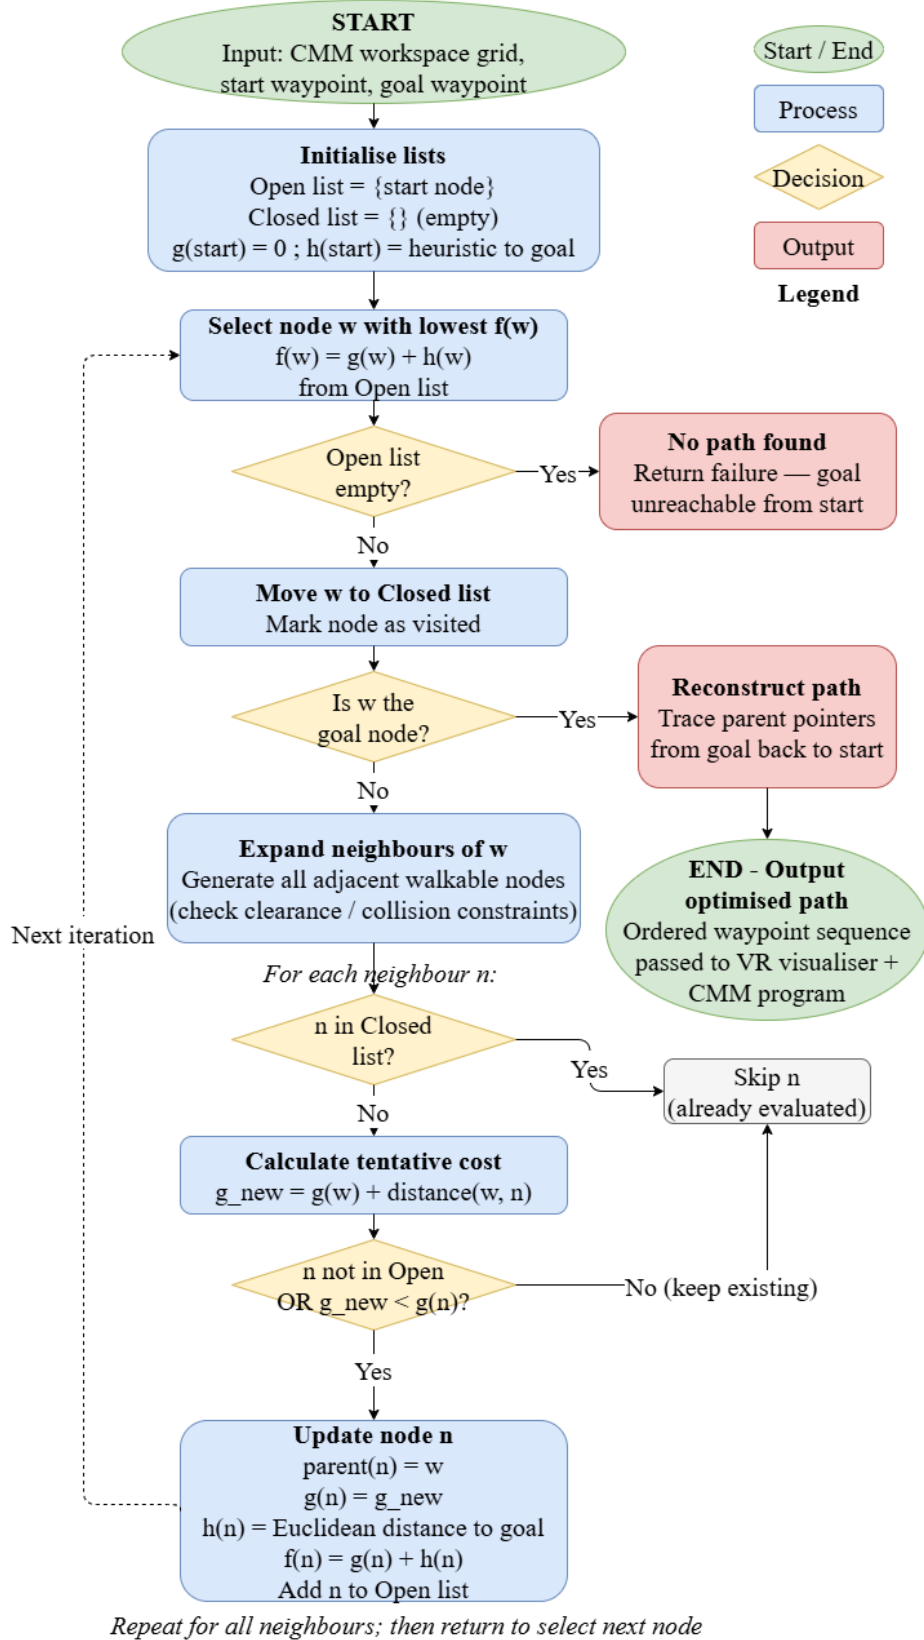 START
Input: CMM workspace grid,
start waypoint, goal waypoint
Start / End
Process
Decision
Output
Legend
Initialise lists
Open list = {start node}
Closed list = {} (empty)
g(start) = 0 ; h(start) = heuristic to goal
Select node w with lowest f(w)
f(w) = g(w) + h(w)
from Open list
Open list
empty?
Yes
No path found
Return failure — goal
unreachable from start
No
Move w to Closed list
Mark node as visited
Is w the
goal node?
Yes
Reconstruct path
Trace parent pointers
from goal back to start
No
Expand neighbours of w
Generate all adjacent walkable nodes
(check clearance / collision constraints)
END - Output
optimised path
Ordered waypoint sequence
passed to VR visualiser +
CMM program
Next iteration
For each neighbour n:
n in Closed
list?
Yes
Skip n
(already evaluated)
No
Calculate tentative cost
g_new = g(w) + distance(w, n)
n not in Open
OR g_new < g(n)?
No (keep existing)
Yes
Update node n
parent(n) = w
g(n) = g_new
h(n) = Euclidean distance to goal
f(n) = g(n) + h(n)
Add n to Open list
Repeat for all neighbours; then return to select next node